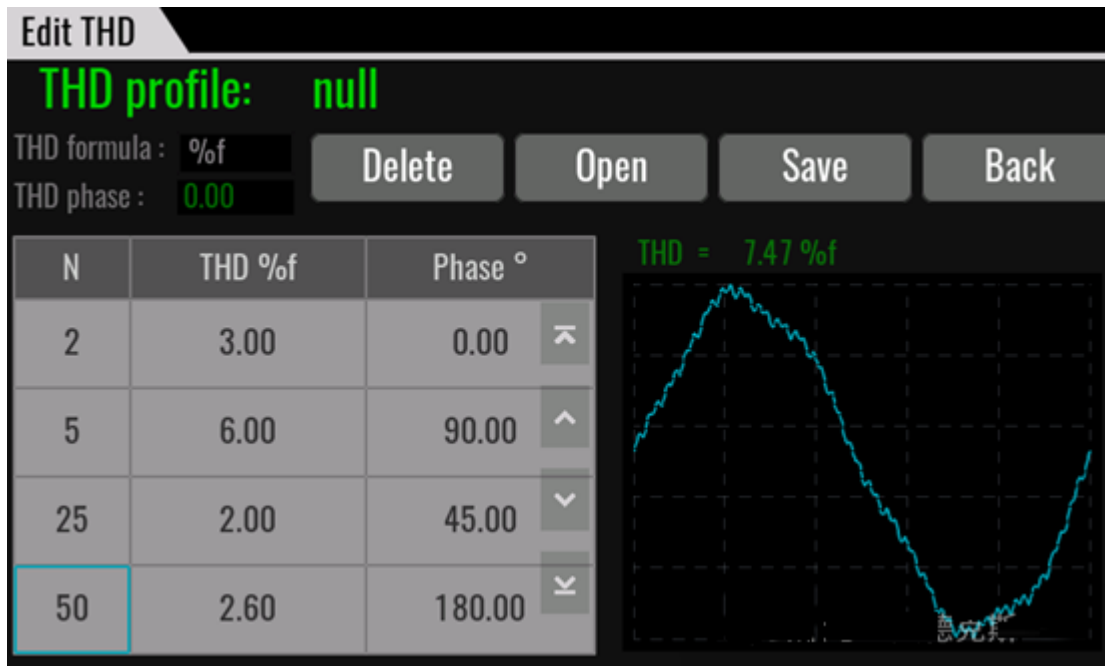 Edit THD
THD profile: null
THD formula : %f
THD phase : 0.00
Delete Open Save Back
N THD %f Phase °
2 3.00 0.00
5 6.00 90.00
25 2.00 45.00
50 2.60 180.00
THD = 7.47 %f